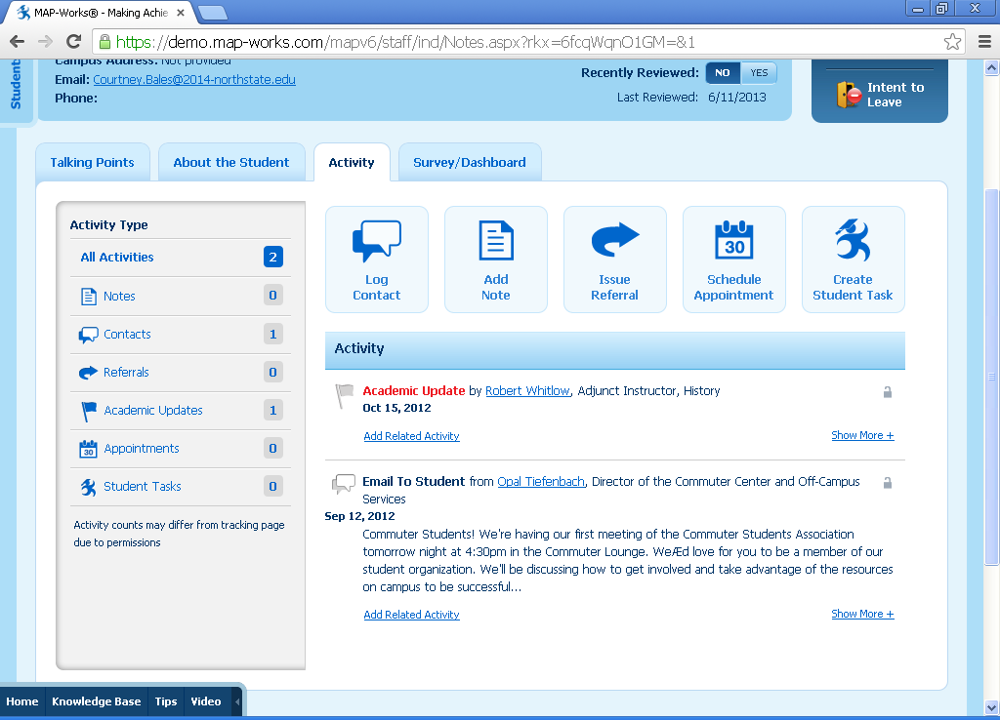 MAP-Works® - Making Achie
https://demo.map-works.com/mapv6/staff/ind/Notes.aspx?rkx=6fcqWqnO1GM=&1
Student
Campus Address: Not provided
Email: Courtney.Bales@2014-northstate.edu
Phone:
Recently Reviewed: NO YES
Last Reviewed: 6/11/2013
Intent to
Leave
Talking Points
About the Student
Activity
Survey/Dashboard
Activity Type
All Activities 2
Notes 0
Contacts 1
Referrals 0
Academic Updates 1
30 Appointments 0
Student Tasks 0
Activity counts may differ from tracking page
due to permissions
Log
Contact
Add
Note
Issue
Referral
30
Schedule
Appointment
Create
Student Task
Activity
Academic Update by Robert Whitlow, Adjunct Instructor, History
Oct 15, 2012
Add Related Activity
Show More +
Email To Student from Opal Tiefenbach, Director of the Commuter Center and Off-Campus
Services
Sep 12, 2012
Commuter Students! We're having our first meeting of the Commuter Students Association
tomorrow night at 4:30pm in the Commuter Lounge. WeÆd love for you to be a member of our
student organization. We'll be discussing how to get involved and take advantage of the resources
on campus to be successful...
Add Related Activity
Show More +
Home
Knowledge Base
Tips
Video